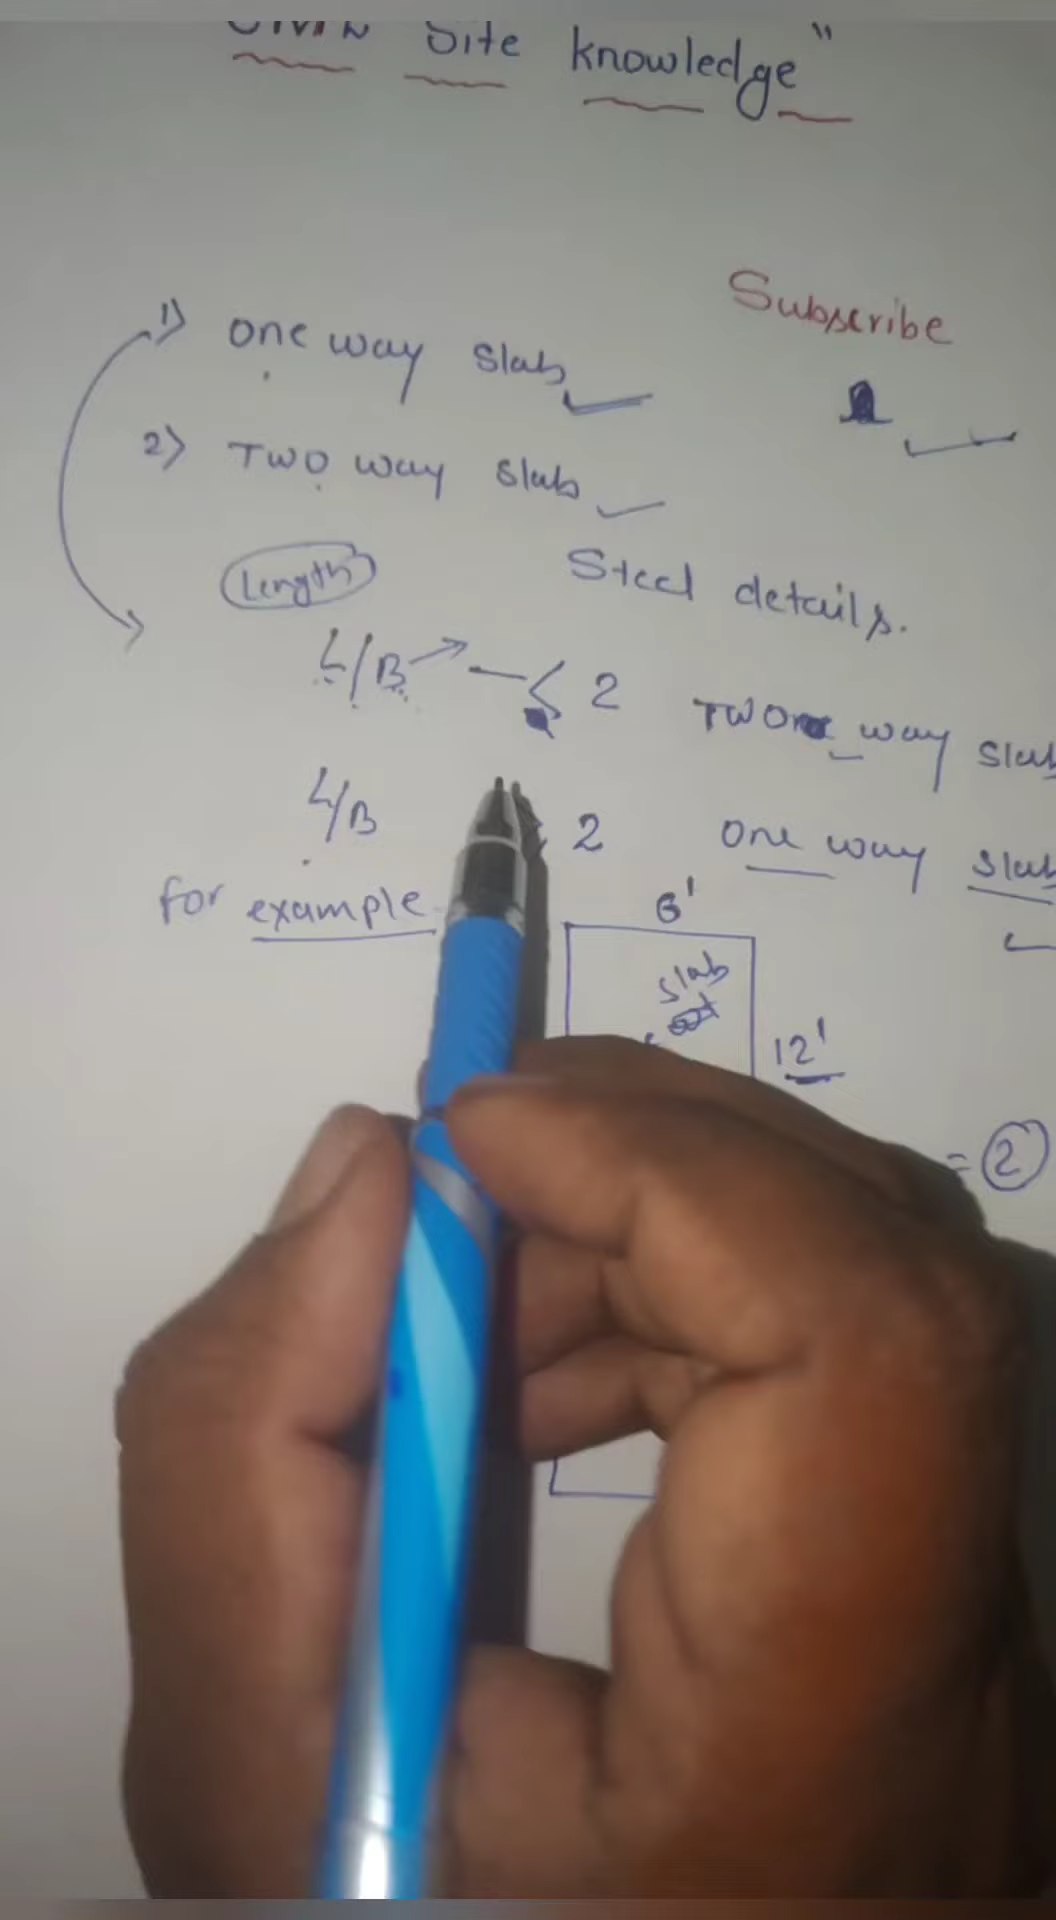 Site knowledge"
Subscribe
1) One way slab
2) Two way slab
Length
Steel details.
L/B < 2 Two way slab
L/B 2 One way slab
for example
6'
slab
12'
= 2